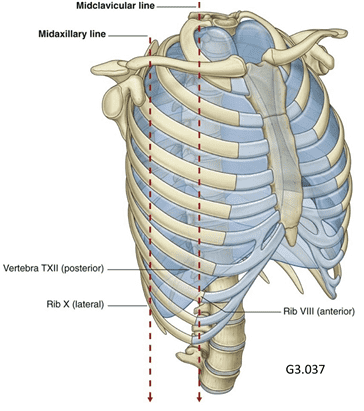 Midclavicular line
Midaxillary line
Vertebra TXII (posterior)
Rib X (lateral)
Rib VIII (anterior)
G3.037